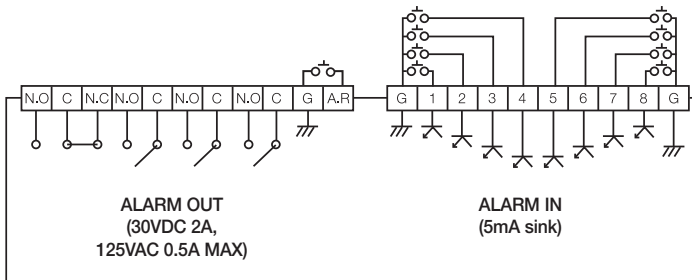 N.O C N.C N.O C N.O C N.O C G A.R
G 1 2 3 4 5 6 7 8 G
ALARM OUT
(30VDC 2A,
125VAC 0.5A MAX)
ALARM IN
(5mA sink)